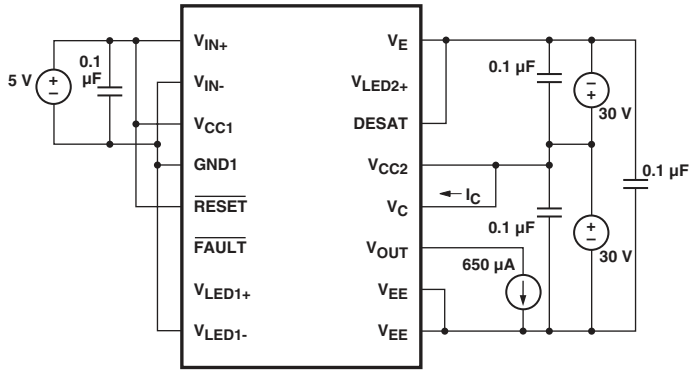 5 V
+
−
0.1
µF
V_IN+
V_IN-
V_CC1
GND1
RESET
FAULT
V_LED1+
V_LED1-
V_E
V_LED2+
DESAT
V_CC2
V_C
V_OUT
V_EE
V_EE
0.1 µF
−
+
30 V
I_C
0.1 µF
+
−
30 V
0.1 µF
650 µA